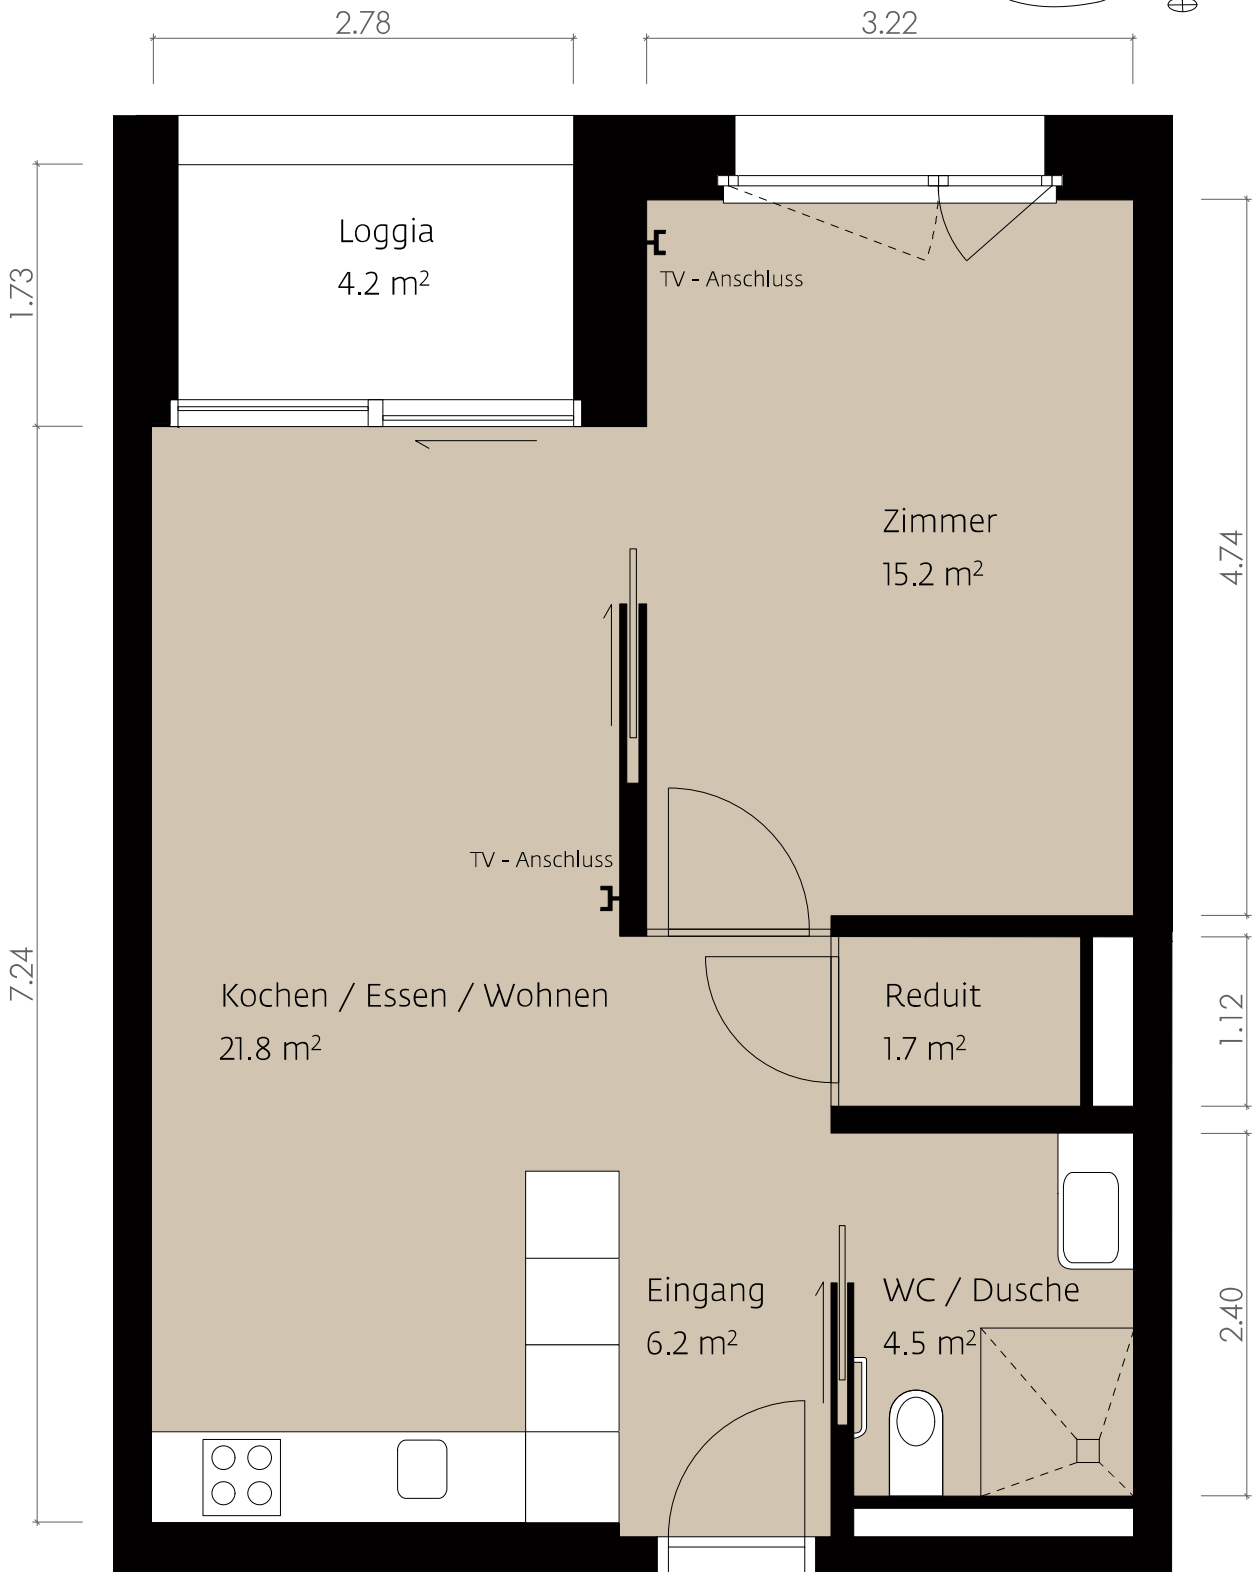 2.78
3.22
Loggia
4.2 m²
TV - Anschluss
1.73
Zimmer
15.2 m²
4.74
TV - Anschluss
Kochen / Essen / Wohnen
21.8 m²
7.24
Reduit
1.7 m²
1.12
Eingang
6.2 m²
WC / Dusche
4.5 m²
2.40